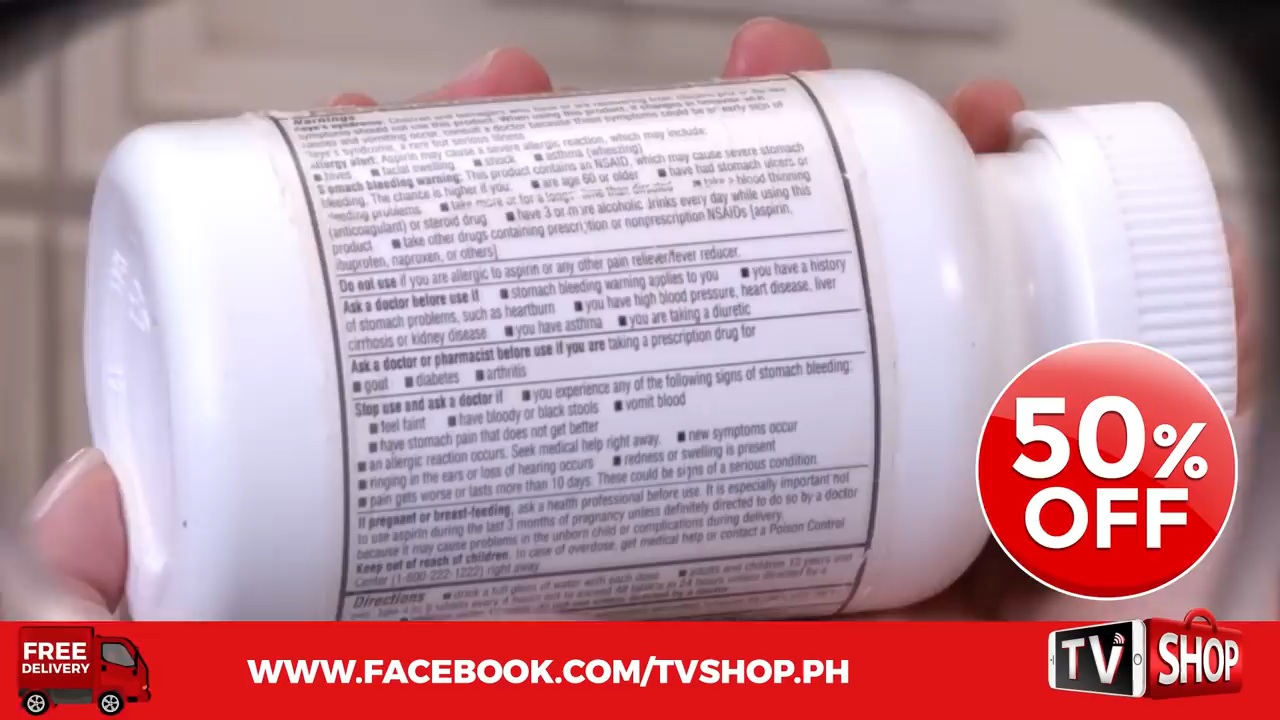 Warnings
Reye's syndrome: Children and teenagers who have or are recovering from
symptoms should not use this product. When using this product, if changes in behavior with
nausea and vomiting occur, consult a doctor because these symptoms could be an early sign of
Reye's syndrome, a rare but serious illness.
Allergy alert: Aspirin may cause a severe allergic reaction, which may include:
■ hives ■ facial swelling ■ shock ■ asthma (wheezing)
Stomach bleeding warning: This product contains an NSAID, which may cause severe stomach
bleeding. The chance is higher if you: ■ are age 60 or older ■ have had stomach ulcers or
bleeding problems ■ take more or for a longer time than directed ■ take a blood thinning
(anticoagulant) or steroid drug ■ have 3 or more alcoholic drinks every day while using this
product ■ take other drugs containing prescription or nonprescription NSAIDs [aspirin,
ibuprofen, naproxen, or others]
Do not use if you are allergic to aspirin or any other pain reliever/fever reducer.
Ask a doctor before use if ■ stomach bleeding warning applies to you ■ you have a history
of stomach problems, such as heartburn ■ you have high blood pressure, heart disease, liver
cirrhosis or kidney disease ■ you have asthma ■ you are taking a diuretic
Ask a doctor or pharmacist before use if you are taking a prescription drug for
■ gout ■ diabetes ■ arthritis
Stop use and ask a doctor if ■ you experience any of the following signs of stomach bleeding:
■ feel faint ■ have bloody or black stools ■ vomit blood
■ have stomach pain that does not get better
■ an allergic reaction occurs. Seek medical help right away. ■ new symptoms occur
■ ringing in the ears or loss of hearing occurs ■ redness or swelling is present
■ pain gets worse or lasts more than 10 days. These could be signs of a serious condition.
If pregnant or breast-feeding, ask a health professional before use. It is especially important not
to use aspirin during the last 3 months of pregnancy unless definitely directed to do so by a doctor
because it may cause problems in the unborn child or complications during delivery.
Keep out of reach of children. In case of overdose, get medical help or contact a Poison Control
Center (1-800-222-1222) right away.
Directions ■ drink a full glass of water with each dose ■ adults and children 12 years and
50%
OFF
FREE
DELIVERY
WWW.FACEBOOK.COM/TVSHOP.PH
TV SHOP